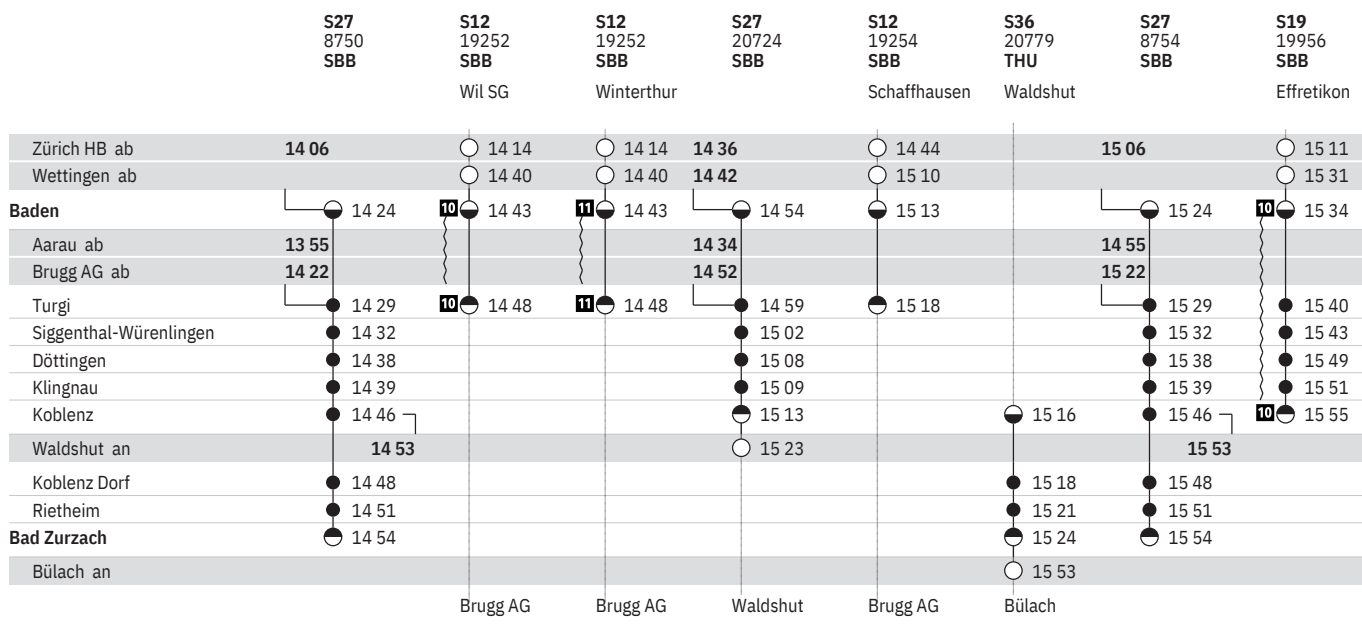 S27 S12 S12 S27 S12 S36 S27 S19
8750 19252 19252 20724 19254 20779 8754 19956
SBB SBB SBB SBB SBB THU SBB SBB
Wil SG Winterthur Schaffhausen Waldshut Effretikon
Zürich HB ab 14 06 14 14 14 14 14 36 14 44 15 06 15 11
Wettingen ab 14 40 14 40 14 42 15 10 15 31
Baden 14 24 10 14 43 11 14 43 14 54 15 13 15 24 10 15 34
Aarau ab 13 55 14 34 14 55
Brugg AG ab 14 22 14 52 15 22
Turgi 14 29 10 14 48 11 14 48 14 59 15 18 15 29 15 40
Siggenthal-Würenlingen 14 32 15 02 15 32 15 43
Döttingen 14 38 15 08 15 38 15 49
Klingnau 14 39 15 09 15 39 15 51
Koblenz 14 46 15 13 15 16 15 46 10 15 55
Waldshut an 14 53 15 23 15 53
Koblenz Dorf 14 48 15 18 15 48
Rietheim 14 51 15 21 15 51
Bad Zurzach 14 54 15 24 15 54
Bülach an 15 53
Brugg AG Brugg AG Waldshut Brugg AG Bülach